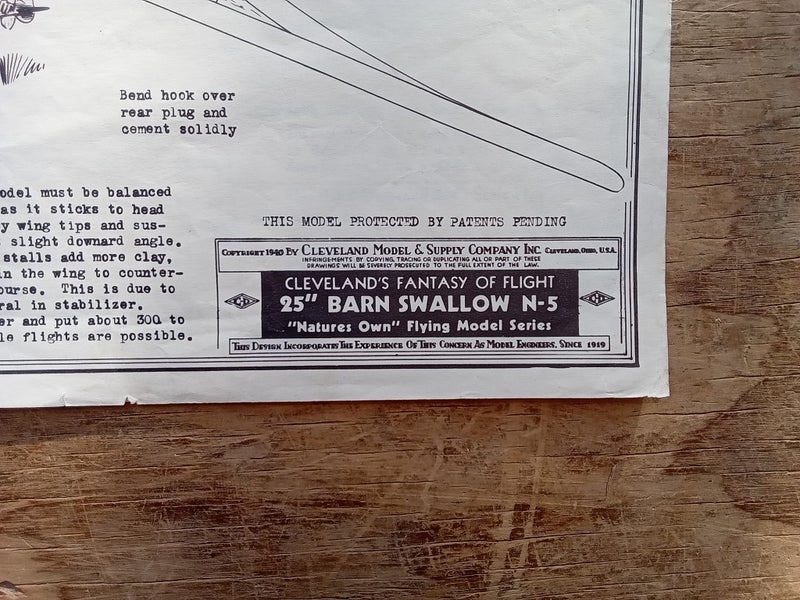 Bend hook over
rear plug and
cement solidly
odel must be balanced
as it sticks to head
y wing tips and sus-
slight downard angle.
stalls add more clay,
in the wing to counter-
ourse. This is due to
ral in stabilizer.
er and put about 300 to
le flights are possible.
THIS MODEL PROTECTED BY PATENTS PENDING
COPYRIGHT 1940 BY CLEVELAND MODEL & SUPPLY COMPANY INC. CLEVELAND, OHIO, U.S.A.
INFRINGEMENTS BY COPYING, TRACING OR DUPLICATING ALL OR PART OF THESE
DRAWINGS WILL BE SEVERELY PROSECUTED TO THE FULL EXTENT OF THE LAW.
CLEVELAND'S FANTASY OF FLIGHT
C-D 25" BARN SWALLOW N-5 C-D
"Natures Own" Flying Model Series
THIS DESIGN INCORPORATES THE EXPERIENCE OF THIS CONCERN AS MODEL ENGINEERS, SINCE 1919